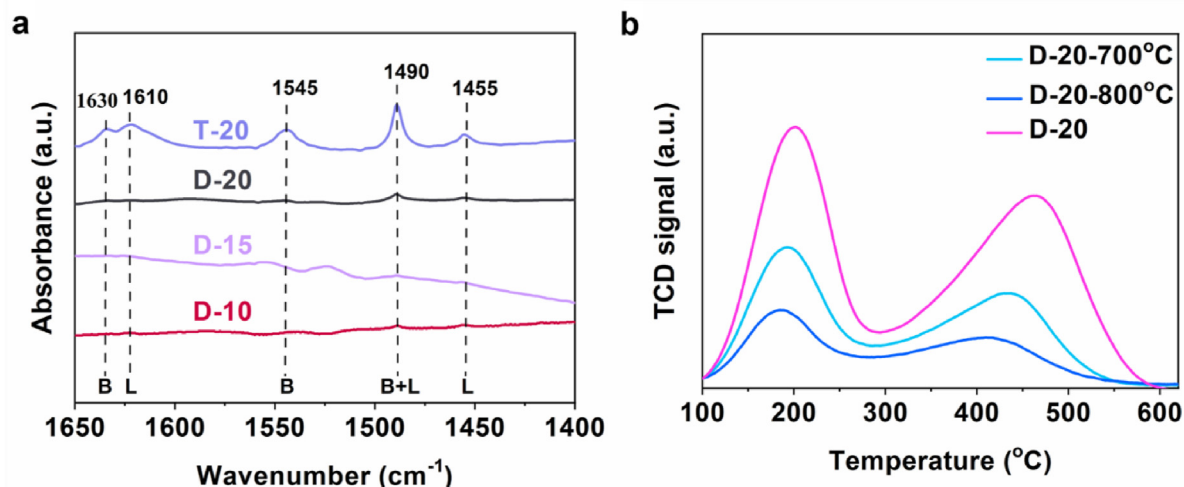 a
1630 1610 1545 1490 1455
T-20
D-20
D-15
D-10
B L B B+L L
1650 1600 1550 1500 1450 1400
Wavenumber (cm⁻¹)
Absorbance (a.u.)
b
D-20-700°C
D-20-800°C
D-20
TCD signal (a.u.)
100 200 300 400 500 600
Temperature (°C)